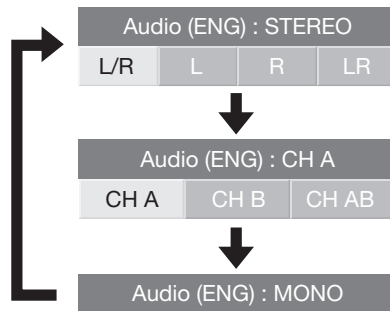 Audio (ENG) : STEREO
L/R L R LR
Audio (ENG) : CH A
CH A CH B CH AB
Audio (ENG) : MONO